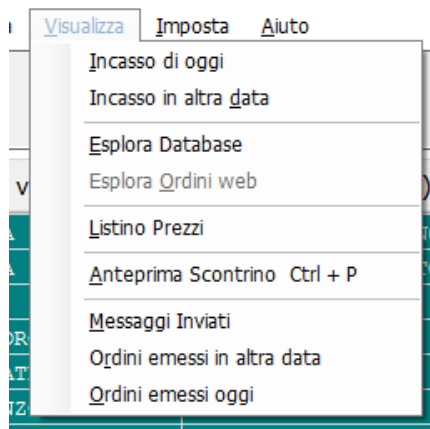 Visualizza Imposta Aiuto
Incasso di oggi
Incasso in altra data
Esplora Database
Esplora Ordini web
Listino Prezzi
Anteprima Scontrino Ctrl + P
Messaggi Inviati
Ordini emessi in altra data
Ordini emessi oggi